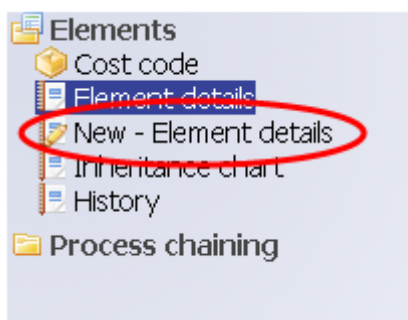 Elements
Cost code
Element details
New - Element details
Inheritance chart
History
Process chaining